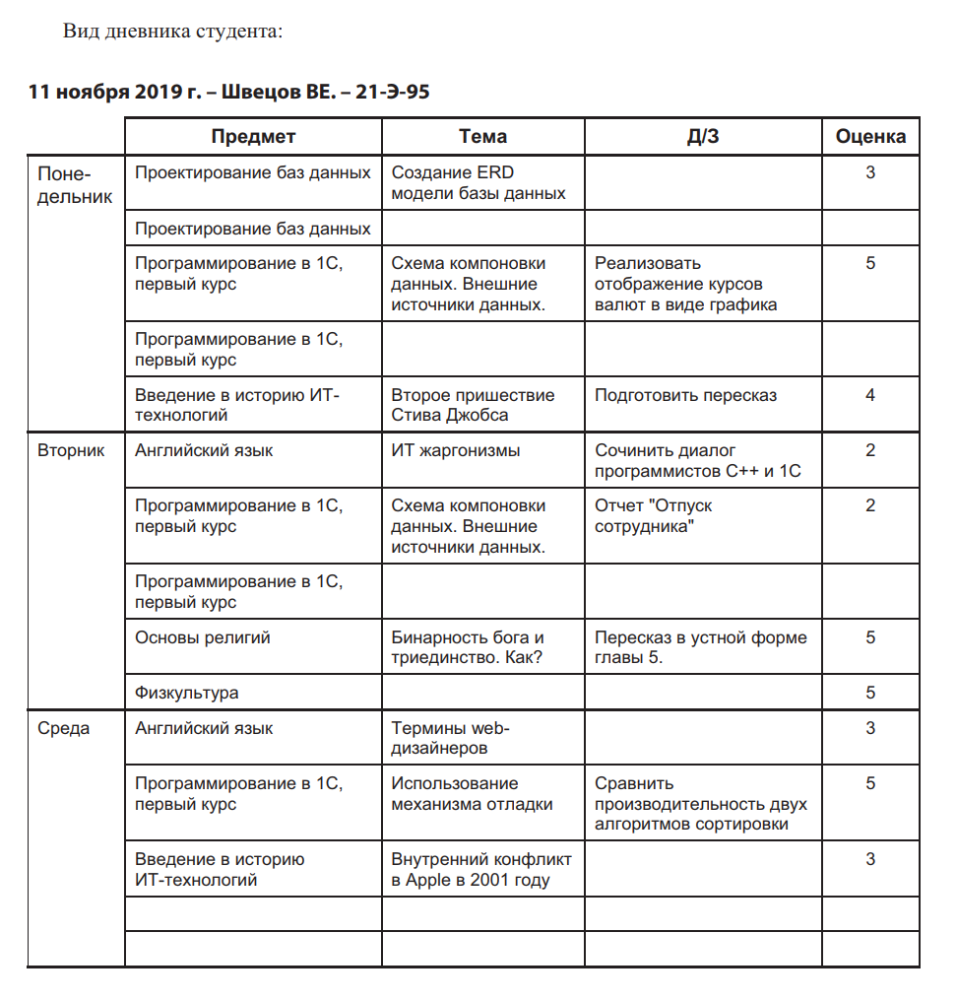 Вид дневника студента:
11 ноября 2019 г. – Швецов ВЕ. – 21-Э-95
Предмет Тема Д/З Оценка
Поне-
дельник
Проектирование баз данных
Создание ERD
модели базы данных
3
Проектирование баз данных
Программирование в 1С,
первый курс
Схема компоновки
данных. Внешние
источники данных.
Реализовать
отображение курсов
валют в виде графика
5
Программирование в 1С,
первый курс
Введение в историю ИТ-
технологий
Второе пришествие
Стива Джобса
Подготовить пересказ
4
Вторник
Английский язык
ИТ жаргонизмы
Сочинить диалог
программистов С++ и 1С
2
Программирование в 1С,
первый курс
Схема компоновки
данных. Внешние
источники данных.
Отчет "Отпуск
сотрудника"
2
Программирование в 1С,
первый курс
Основы религий
Бинарность бога и
триединство. Как?
Пересказ в устной форме
главы 5.
5
Физкультура
5
Среда
Английский язык
Термины web-
дизайнеров
3
Программирование в 1С,
первый курс
Использование
механизма отладки
Сравнить
производительность двух
алгоритмов сортировки
5
Введение в историю
ИТ-технологий
Внутренний конфликт
в Apple в 2001 году
3